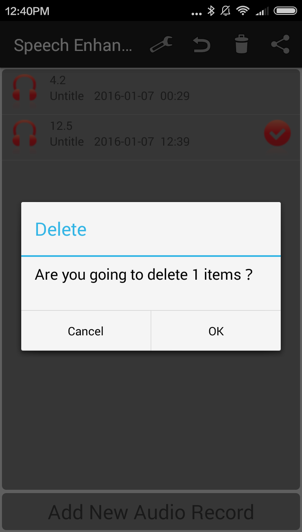 12:40PM
Speech Enhan...
4.2
Untitle 2016-01-07 00:29
12.5
Untitle 2016-01-07 12:39
Delete
Are you going to delete 1 items ?
Cancel OK
Add New Audio Record